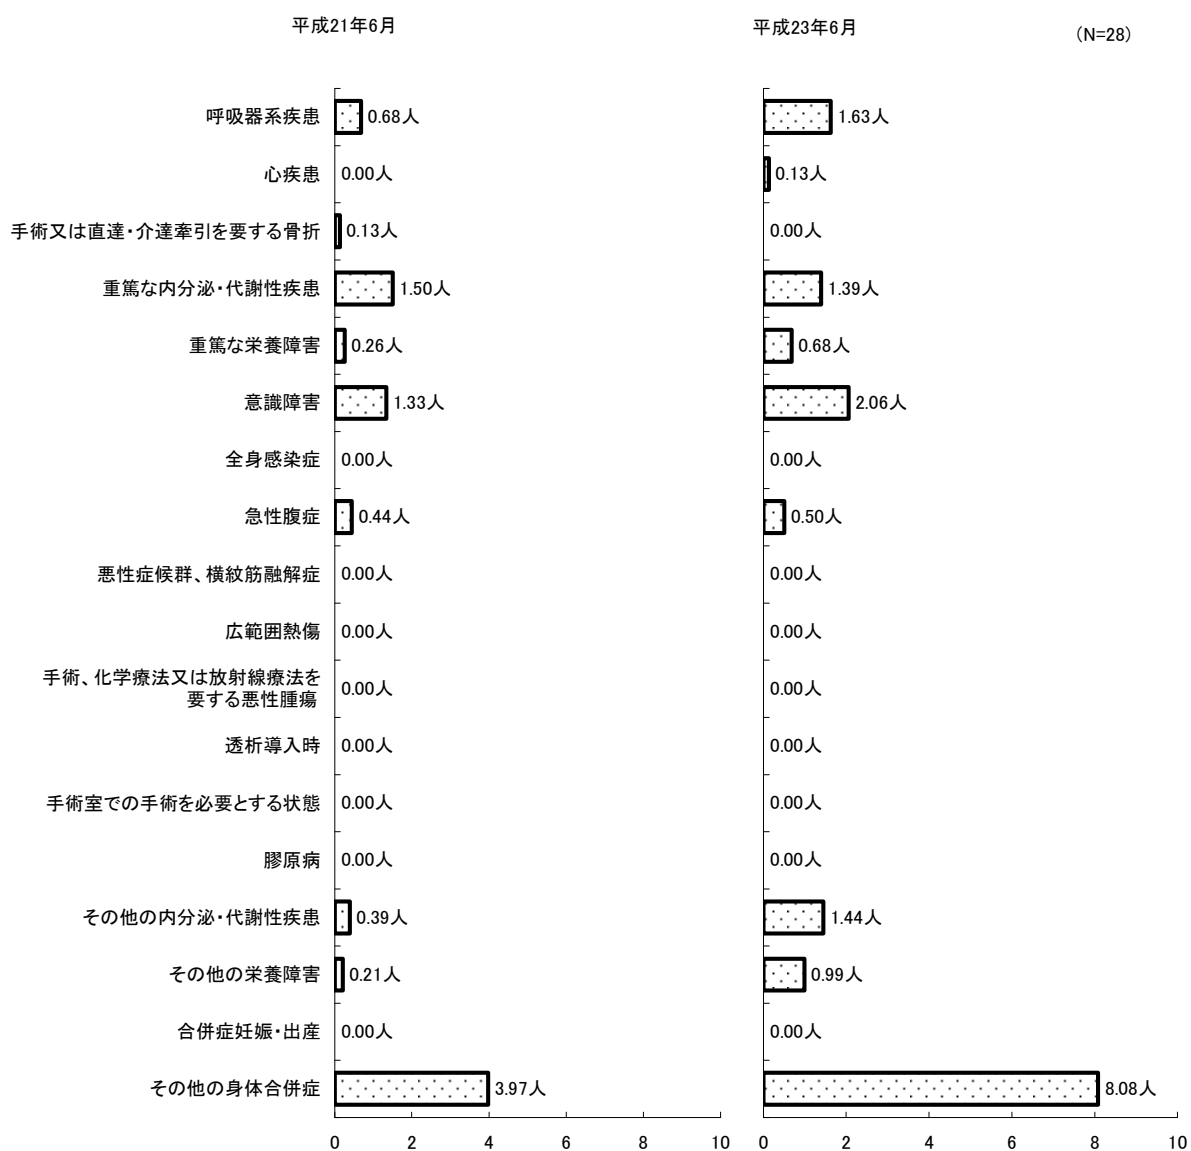 平成21年6月 平成23年6月 (N=28)
呼吸器系疾患 0.68人 1.63人
心疾患 0.00人 0.13人
手術又は直達・介達牽引を要する骨折 0.13人 0.00人
重篤な内分泌・代謝性疾患 1.50人 1.39人
重篤な栄養障害 0.26人 0.68人
意識障害 1.33人 2.06人
全身感染症 0.00人 0.00人
急性腹症 0.44人 0.50人
悪性症候群、横紋筋融解症 0.00人 0.00人
広範囲熱傷 0.00人 0.00人
手術、化学療法又は放射線療法を
要する悪性腫瘍 0.00人 0.00人
透析導入時 0.00人 0.00人
手術室での手術を必要とする状態 0.00人 0.00人
膠原病 0.00人 0.00人
その他の内分泌・代謝性疾患 0.39人 1.44人
その他の栄養障害 0.21人 0.99人
合併症妊娠・出産 0.00人 0.00人
その他の身体合併症 3.97人 8.08人
0 2 4 6 8 10 0 2 4 6 8 10